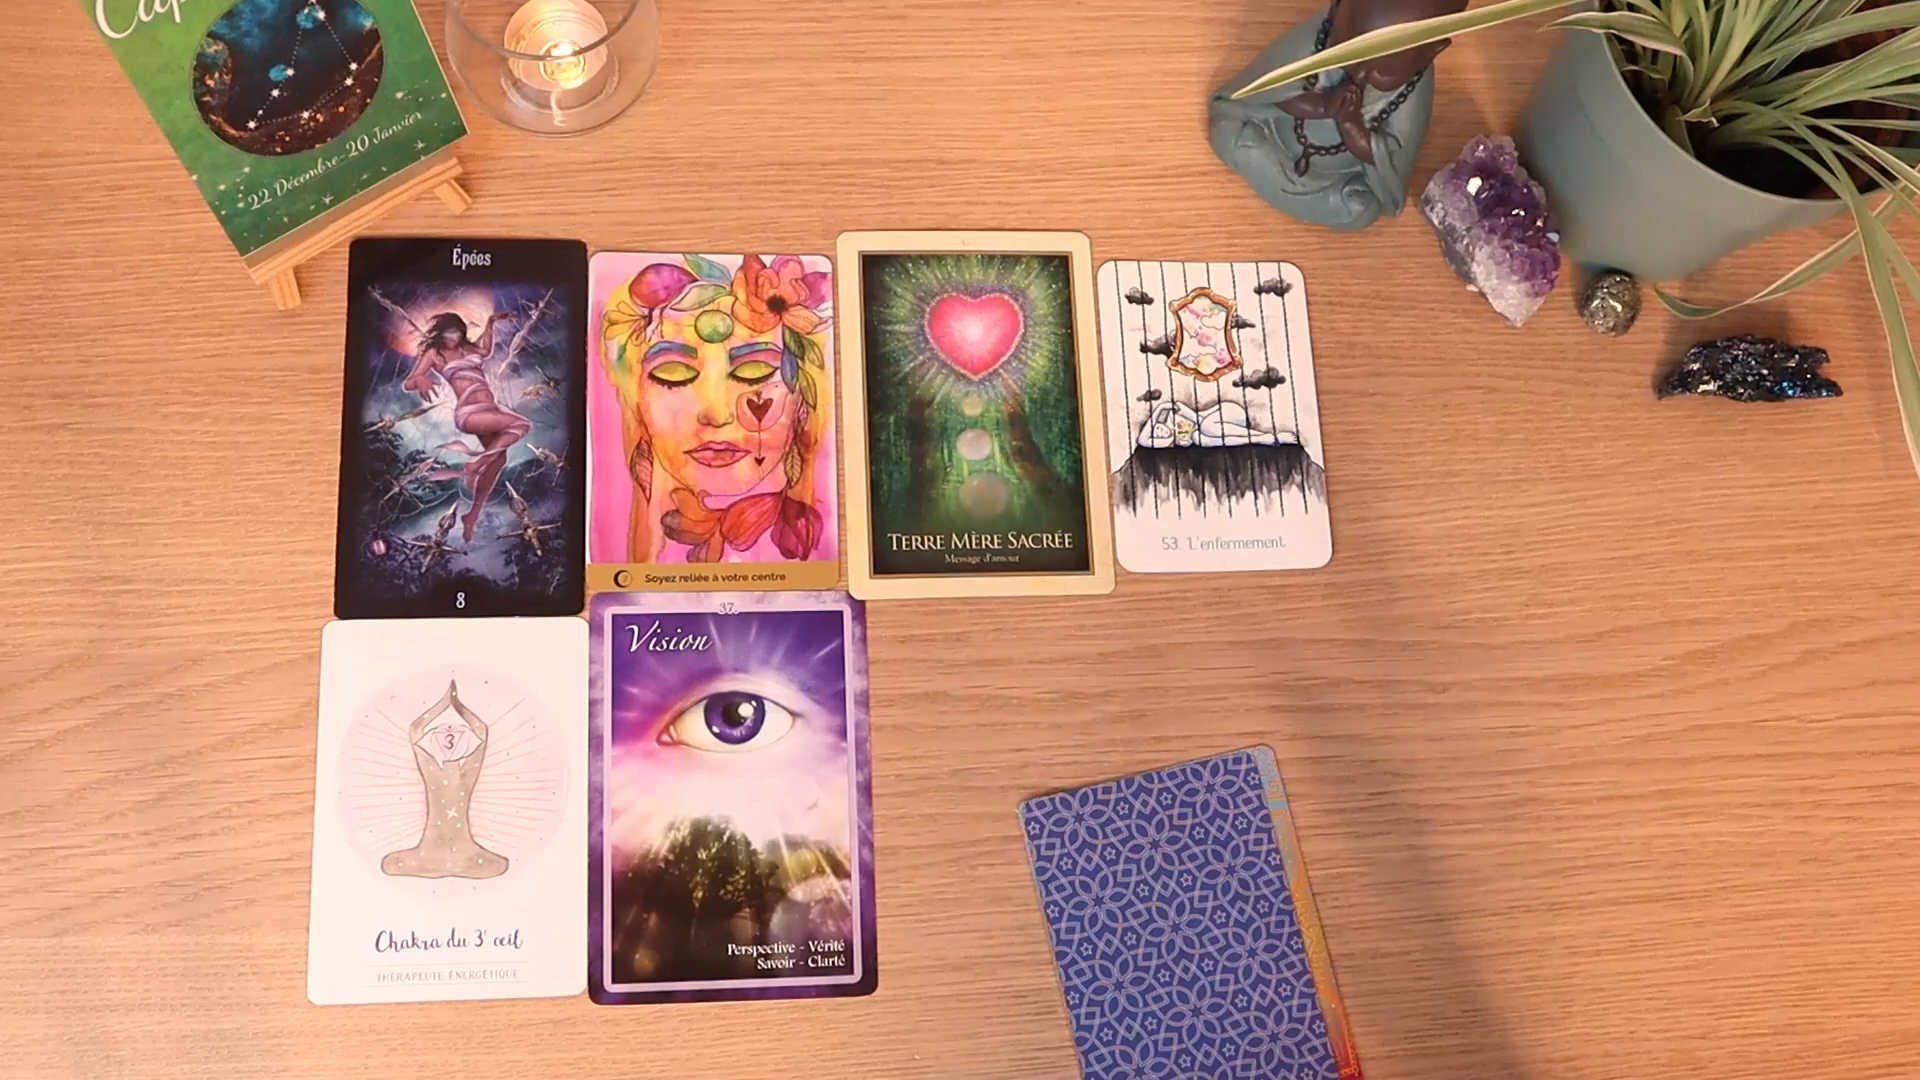 22 Décembre-20 Janvier
Épées
8
Soyez reliée à votre centre
TERRE MÈRE SACRÉE
Message d'amour
53. L'enfermement
3
Chakra du 3e œil
THÉRAPEUTE ÉNERGÉTIQUE
37.
Vision
Perspective - Vérité
Savoir - Clarté